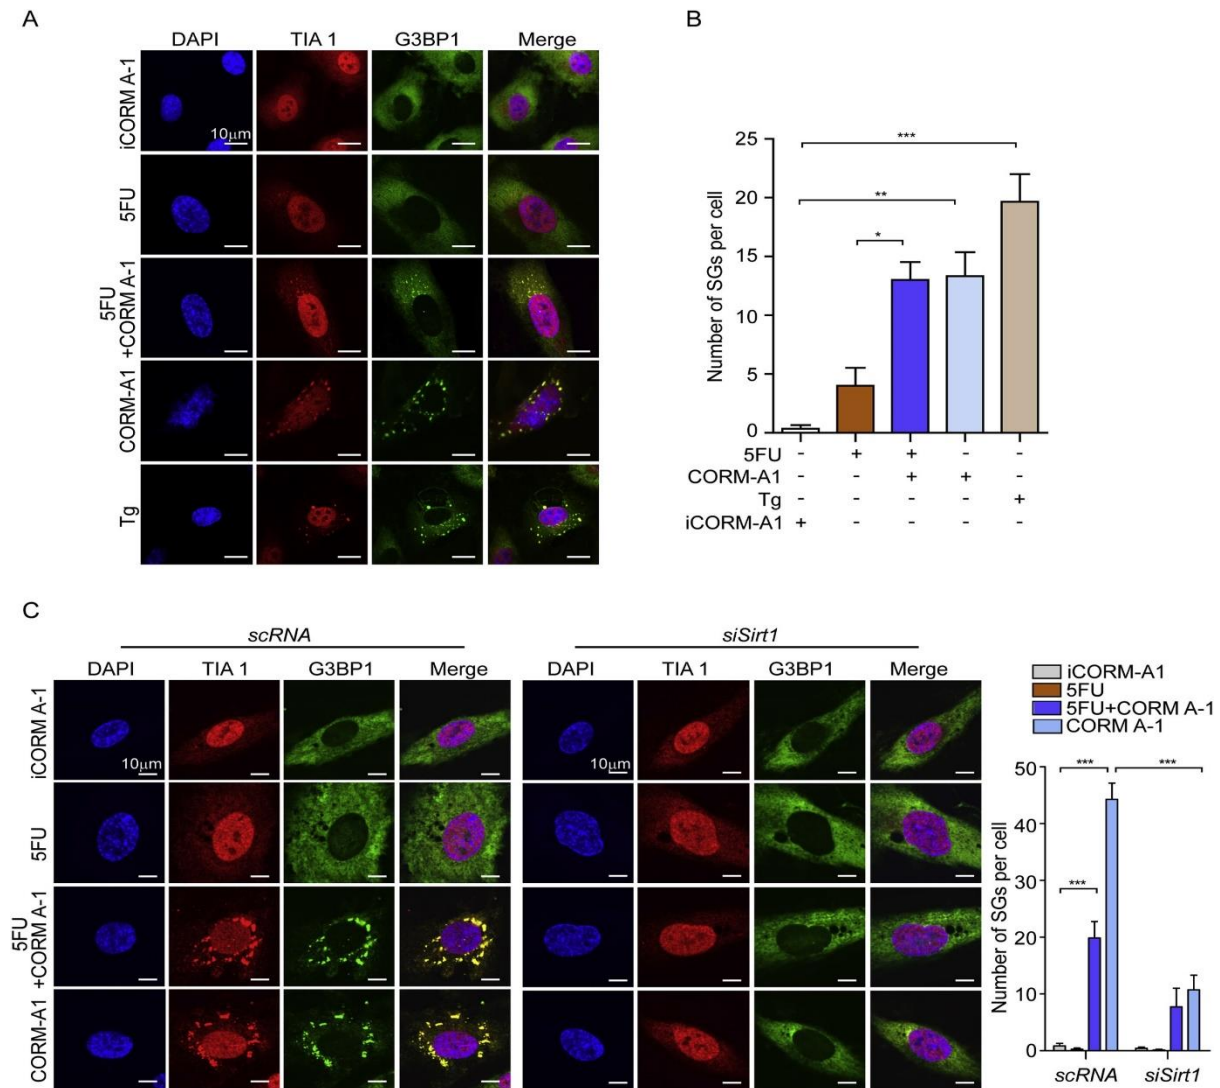 A
DAPI TIA 1 G3BP1 Merge
iCORM A-1
10µm
5FU
5FU
+CORM A-1
CORM-A1
Tg
B
Number of SGs per cell
25
20
15
10
5
0
***
**
*
5FU - + + - -
CORM-A1 - - + + -
Tg - - - - +
iCORM-A1 + - - - -
C
scRNA siSirt1
DAPI TIA 1 G3BP1 Merge DAPI TIA 1 G3BP1 Merge
iCORM A-1
10µm 10µm
5FU
5FU
+CORM A-1
CORM-A1
iCORM-A1
5FU
5FU+CORM A-1
CORM A-1
Number of SGs per cell
50
40
30
20
10
0
*** ***
***
scRNA siSirt1